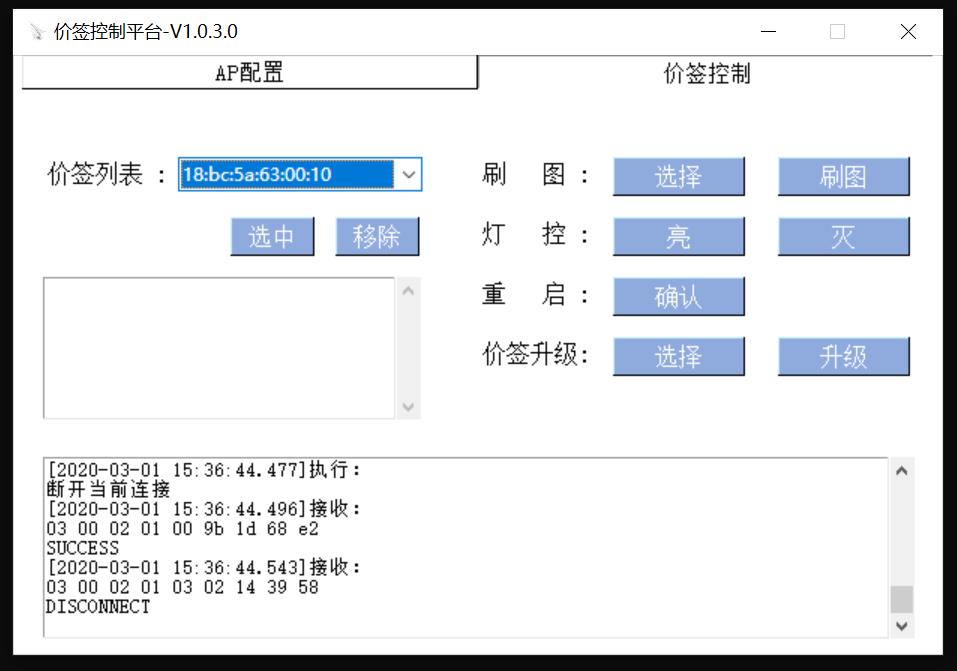 价签控制平台-V1.0.3.0
AP配置
价签控制
价签列表 : 18:bc:5a:63:00:10
选中 移除
刷 图 : 选择 刷图
灯 控 : 亮 灭
重 启 : 确认
价签升级: 选择 升级
[2020-03-01 15:36:44.477]执行:
断开当前连接
[2020-03-01 15:36:44.496]接收:
03 00 02 01 00 9b 1d 68 e2
SUCCESS
[2020-03-01 15:36:44.543]接收:
03 00 02 01 03 02 14 39 58
DISCONNECT